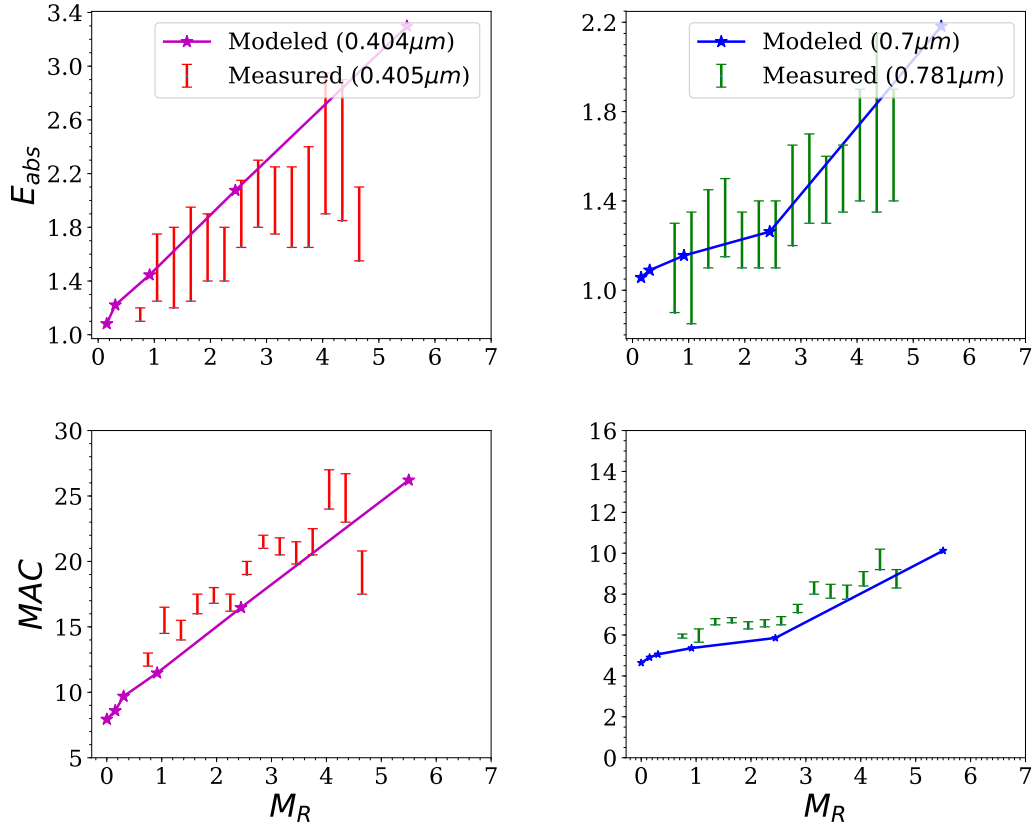 3.4
3.0
2.6
2.2
1.8
1.4
1.0
E_abs
Modeled (0.404μm)
Measured (0.405μm)
0 1 2 3 4 5 6 7
2.2
1.8
1.4
1.0
Modeled (0.7μm)
Measured (0.781μm)
0 1 2 3 4 5 6 7
30
25
20
15
10
5
MAC
0 1 2 3 4 5 6 7
M_R
16
14
12
10
8
6
4
2
0
0 1 2 3 4 5 6 7
M_R